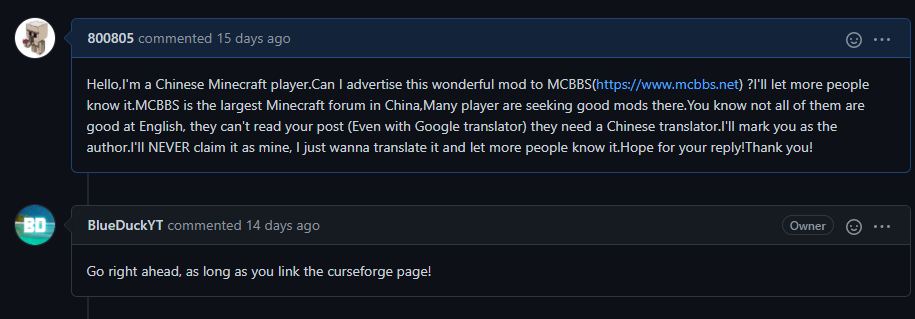 800805 commented 15 days ago
Hello,I'm a Chinese Minecraft player.Can I advertise this wonderful mod to MCBBS(https://www.mcbbs.net) ?I'll let more people
know it.MCBBS is the largest Minecraft forum in China,Many player are seeking good mods there.You know not all of them are
good at English, they can't read your post (Even with Google translator) they need a Chinese translator.I'll mark you as the
author.I'll NEVER claim it as mine, I just wanna translate it and let more people know it.Hope for your reply!Thank you!
BD
BlueDuckYT commented 14 days ago
Owner
Go right ahead, as long as you link the curseforge page!